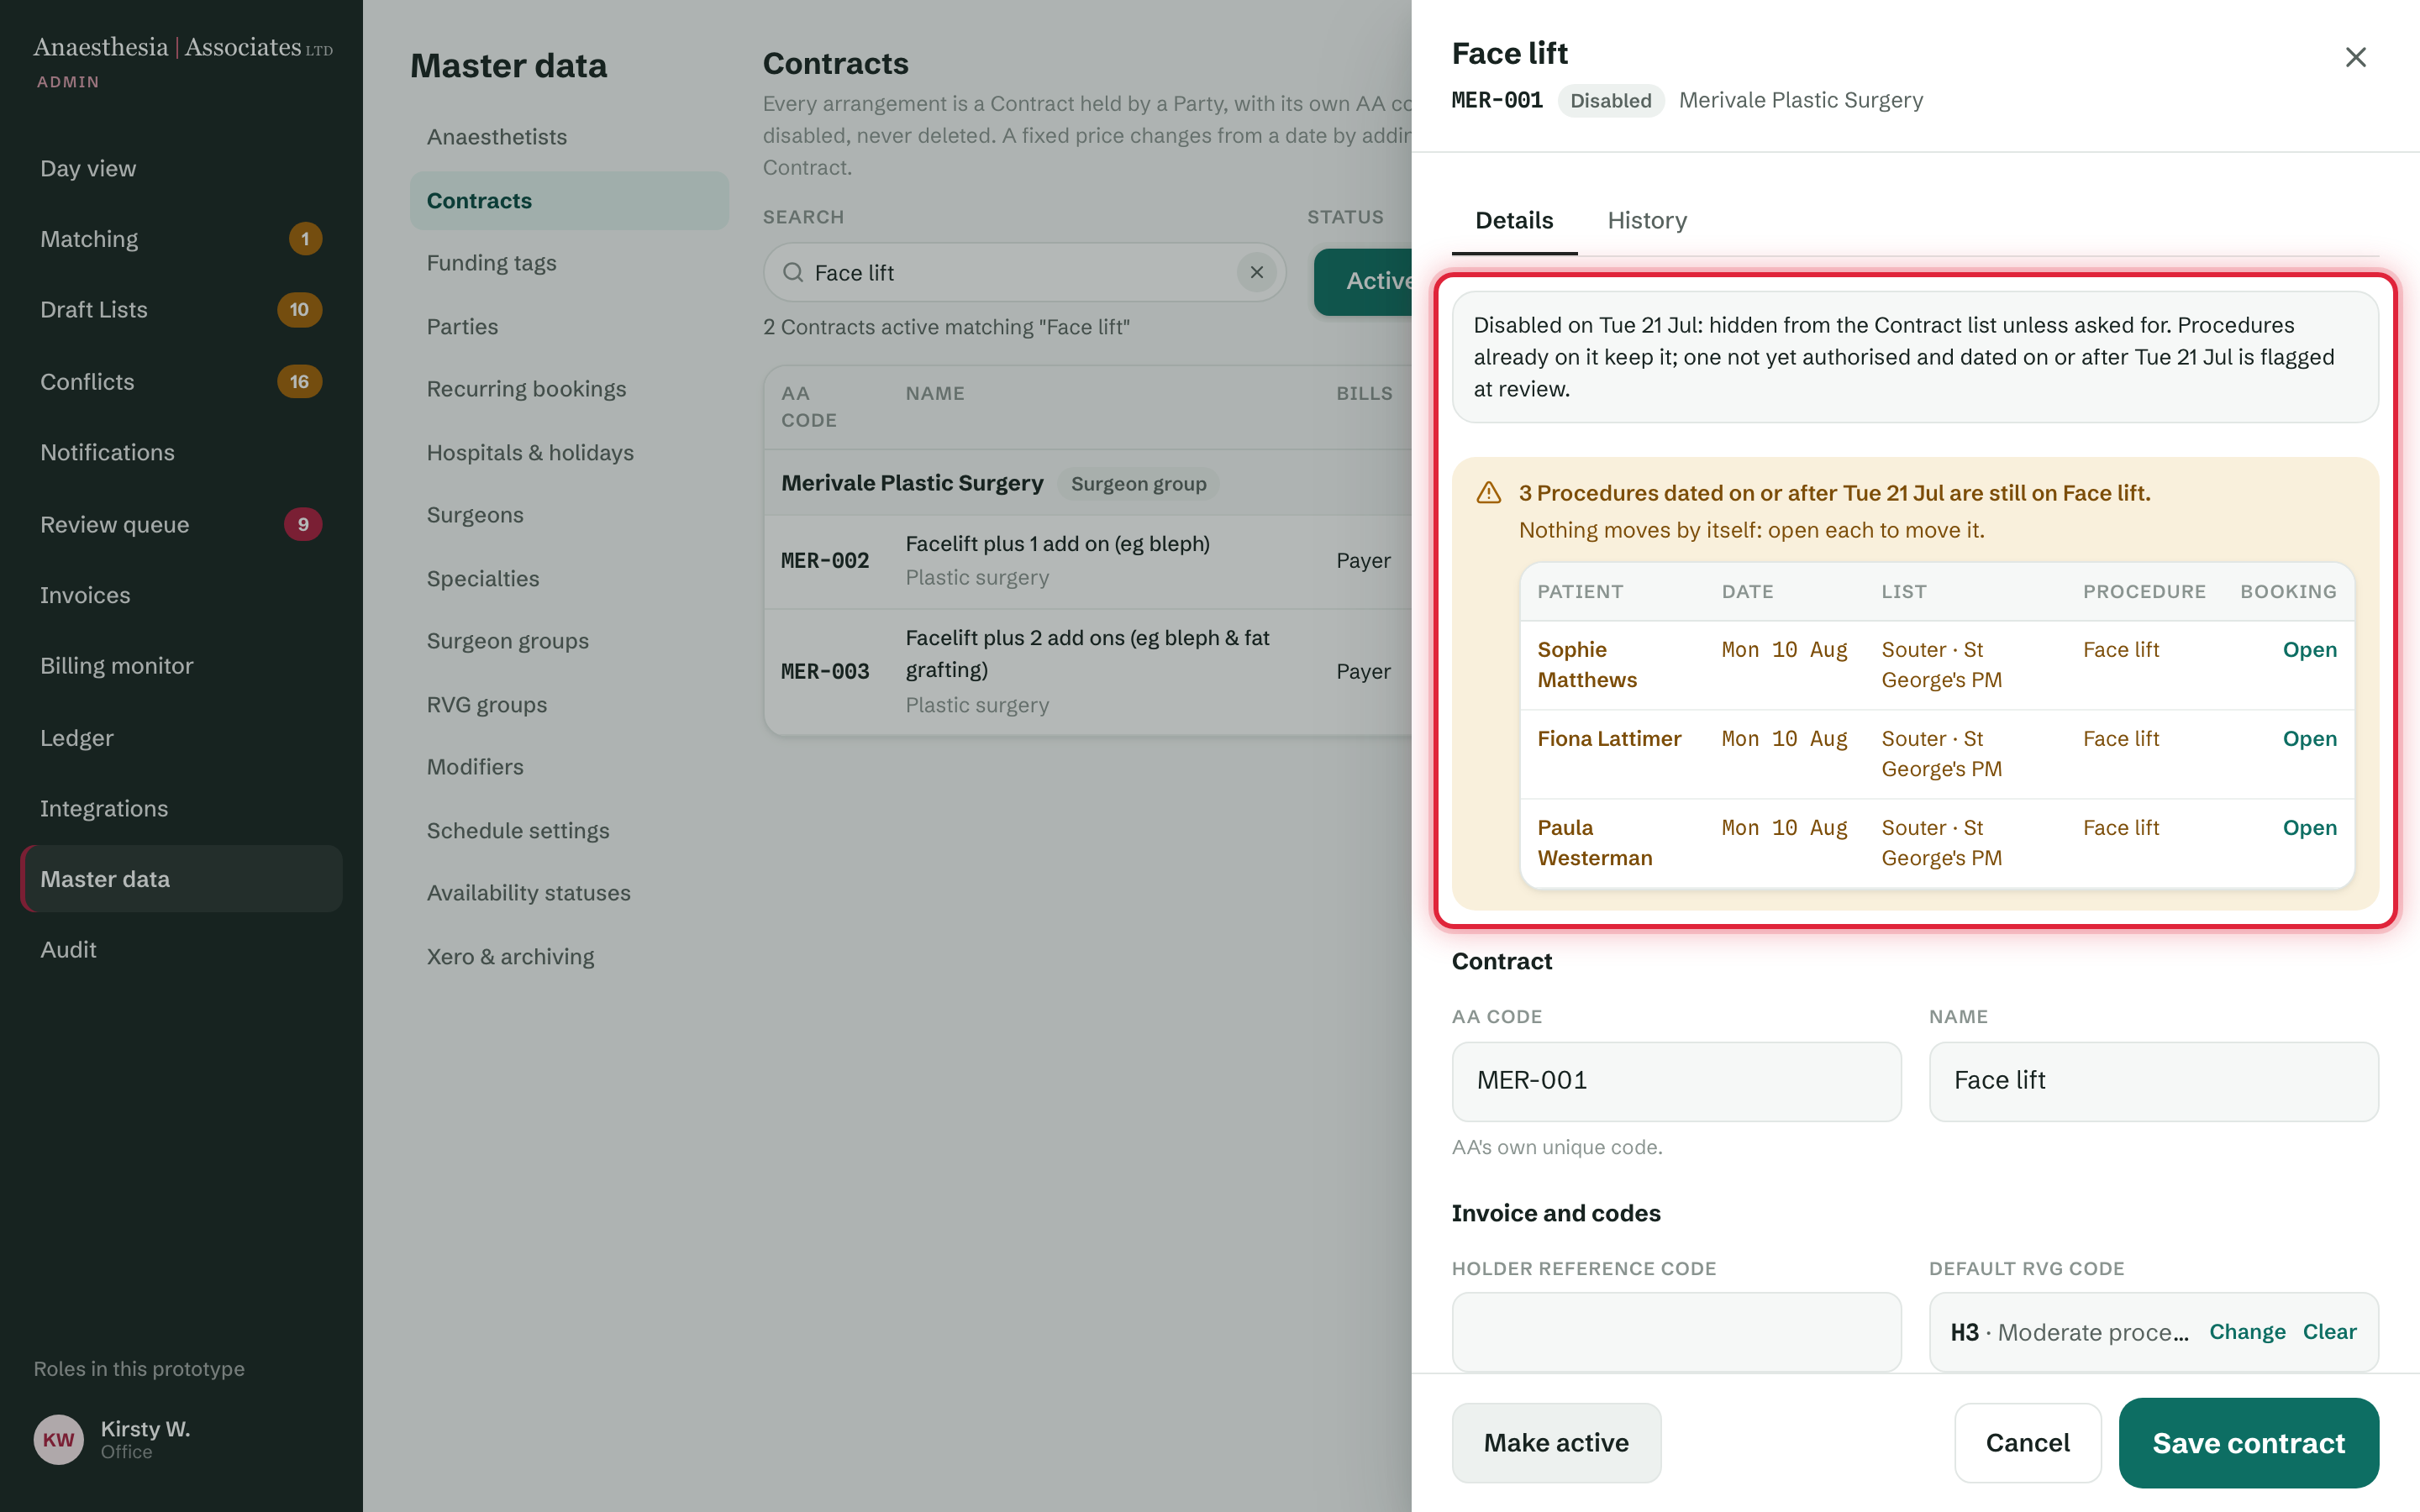 Anaesthesia | Associates LTD
ADMIN
Day view
Matching 1
Draft Lists 10
Conflicts 16
Notifications
Review queue 9
Invoices
Billing monitor
Ledger
Integrations
Master data
Audit
Roles in this prototype
KW
Kirsty W.
Office
Master data
Anaesthetists
Contracts
Funding tags
Parties
Recurring bookings
Hospitals & holidays
Surgeons
Specialties
Surgeon groups
RVG groups
Modifiers
Schedule settings
Availability statuses
Xero & archiving
Contracts
Every arrangement is a Contract held by a Party, with its own AA co
disabled, never deleted. A fixed price changes from a date by addin
Contract.
SEARCH STATUS
Face lift
Active
2 Contracts active matching "Face lift"
AA CODE NAME BILLS
Merivale Plastic Surgery Surgeon group
MER-002 Facelift plus 1 add on (eg bleph) Payer
Plastic surgery
MER-003 Facelift plus 2 add ons (eg bleph & fat
grafting) Payer
Plastic surgery
Face lift
MER-001 Disabled Merivale Plastic Surgery
Details History
Disabled on Tue 21 Jul: hidden from the Contract list unless asked for. Procedures
already on it keep it; one not yet authorised and dated on or after Tue 21 Jul is flagged
at review.
3 Procedures dated on or after Tue 21 Jul are still on Face lift.
Nothing moves by itself: open each to move it.
PATIENT DATE LIST PROCEDURE BOOKING
Sophie Mon 10 Aug Souter · St Face lift Open
Matthews George's PM
Fiona Lattimer Mon 10 Aug Souter · St Face lift Open
George's PM
Paula Mon 10 Aug Souter · St Face lift Open
Westerman George's PM
Contract
AA CODE NAME
MER-001 Face lift
AA's own unique code.
Invoice and codes
HOLDER REFERENCE CODE DEFAULT RVG CODE
H3 · Moderate proce... Change Clear
Make active Cancel Save contract